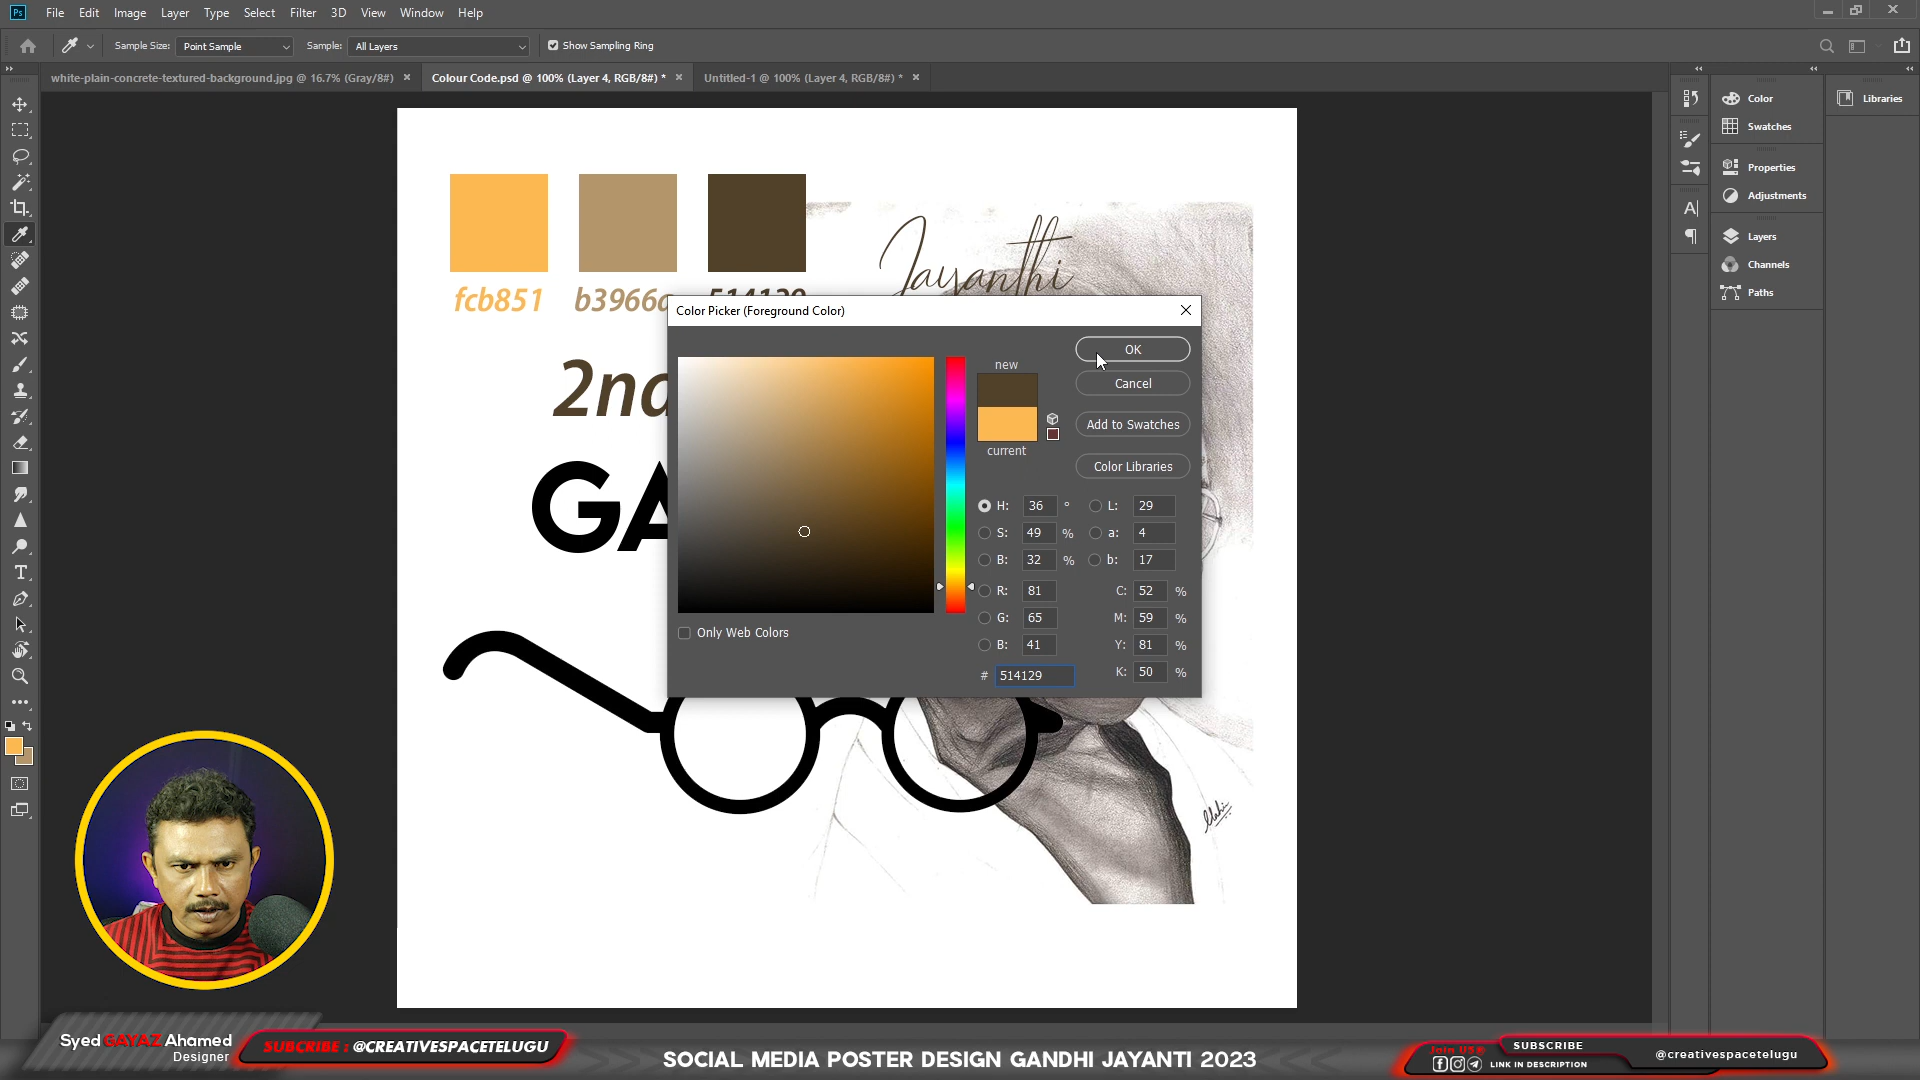 Ps File Edit Image Layer Type Select Filter 3D View Window Help
Sample Size: Point Sample Sample: All Layers Show Sampling Ring
white-plain-concrete-textured-background.jpg @ 16.7% (Gray/8#) × Colour Code.psd @ 100% (Layer 4, RGB/8#) * × Untitled-1 @ 100% (Layer 4, RGB/8#) * ×
Color
Swatches
Properties
Adjustments
Layers
Channels
Paths
Libraries
Jayanthi
fcb851 b3966a 514129
2nd
GA
Color Picker (Foreground Color)
new
current
OK
Cancel
Add to Swatches
Color Libraries
H: 36 ° L: 29
S: 49 % a: 4
B: 32 % b: 17
R: 81 C: 52 %
G: 65 M: 59 %
B: 41 Y: 81 %
# 514129 K: 50 %
Only Web Colors
Syed GAYAZ Ahamed
Designer
SUBCRIBE : @CREATIVESPACETELUGU
SOCIAL MEDIA POSTER DESIGN GANDHI JAYANTI 2023
Join US@
SUBSCRIBE
LINK IN DESCRIPTION
@creativespacetelugu